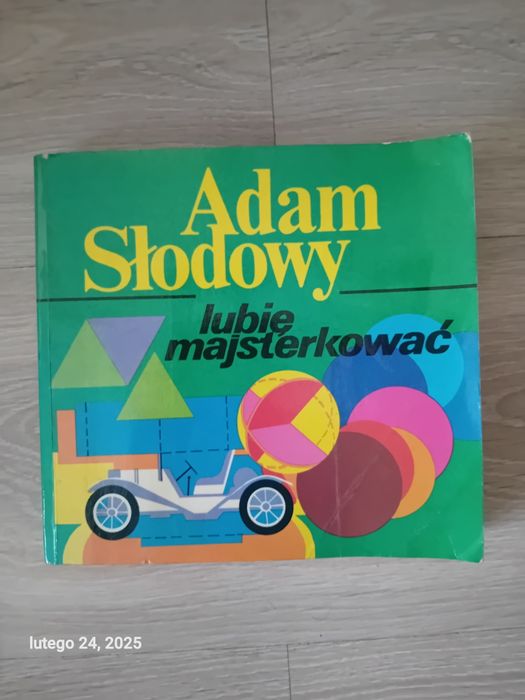 Adam
Słodowy
lubię
majsterkować
lutego 24, 2025